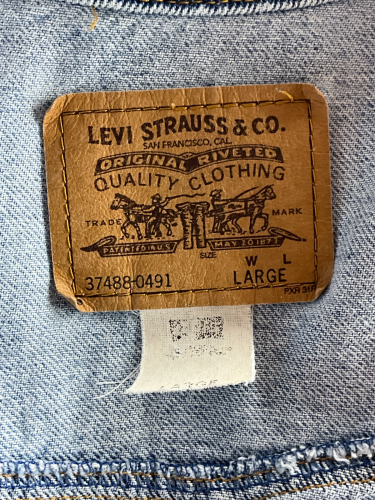 LEVI STRAUSS & CO.
SAN FRANCISCO, CAL.
ORIGINAL RIVETED
QUALITY CLOTHING
TRADE MARK
PATENTED IN U.S. MAY 20 1873
SIZE W L
37488-0491 LARGE